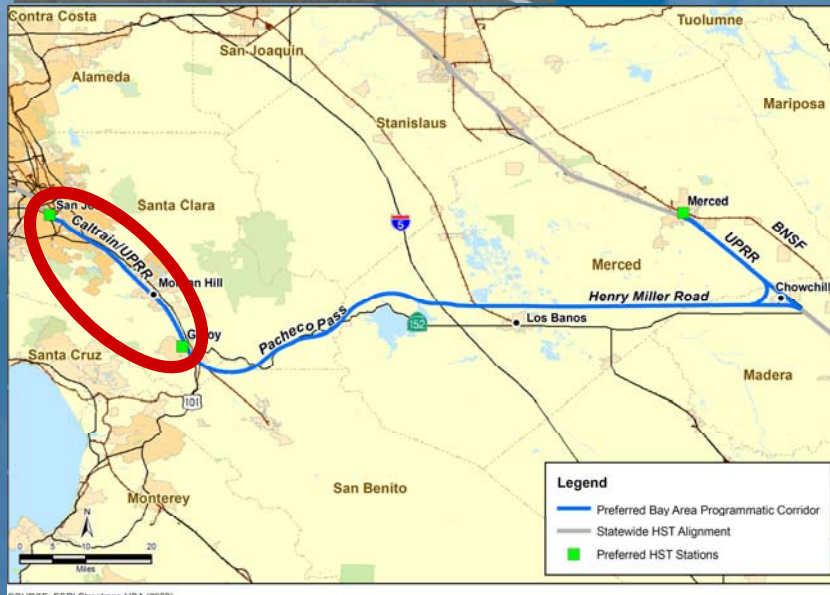 Contra Costa
Tuolumne
San Joaquin
Alameda
Mariposa
Stanislaus
San Jo
Santa Clara
Merced
Caltrain/UPRR
5
UPRR
BNSF
Merced
Morgan Hill
Chowchill
Henry Miller Road
Pacheco Pass
152
Los Banos
Santa Cruz
Madera
101
San Benito
Monterey
N
0 5 10 20
Miles
Legend
Preferred Bay Area Programmatic Corridor
Statewide HST Alignment
Preferred HST Stations